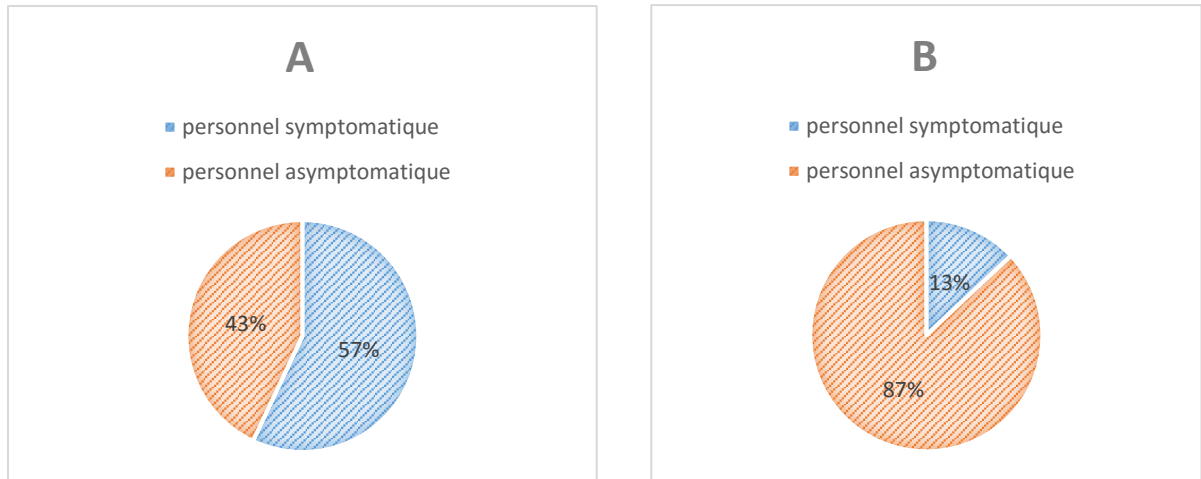 A
personnel symptomatique
personnel asymptomatique
43%
57%
B
personnel symptomatique
personnel asymptomatique
13%
87%